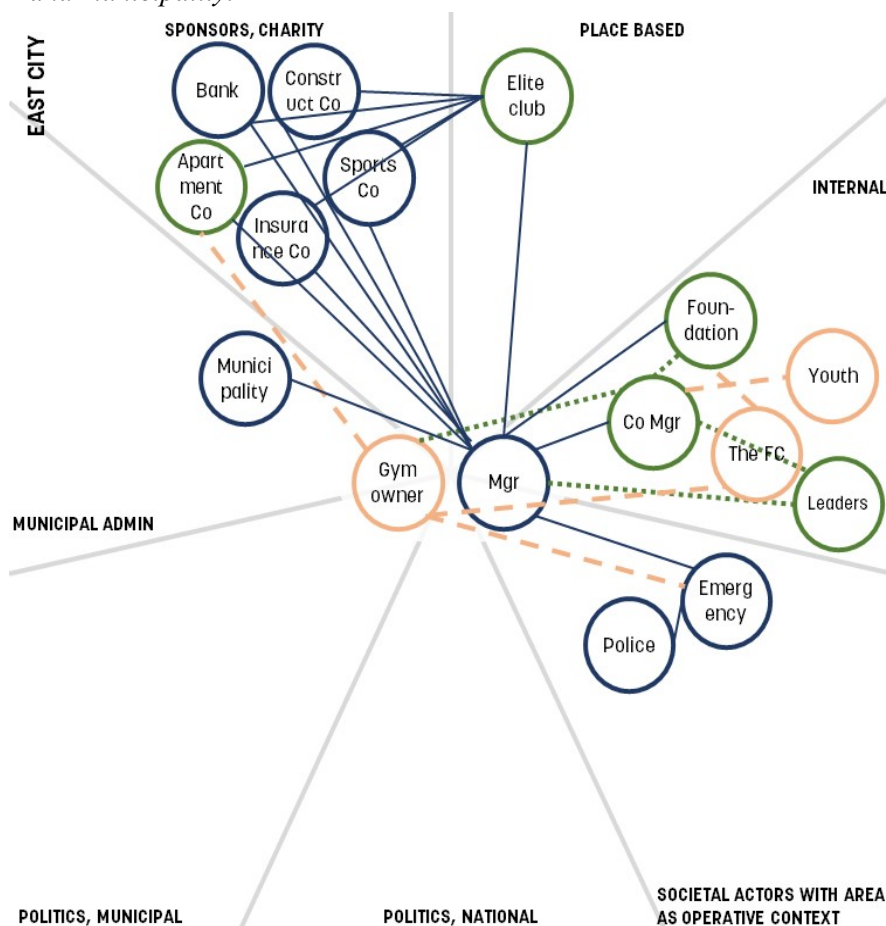 and municipality.
SPONSORS, CHARITY
PLACE BASED
EAST CITY
Bank
Constr
uct Co
Elite
club
Apart
ment
Co
Sports
Co
INTERNAL
Insura
nce Co
Foun-
dation
Munici
pality
Youth
Co Mgr
The FC
Gym
owner
Mgr
Leaders
MUNICIPAL ADMIN
Emerg
ency
Police
POLITICS, MUNICIPAL
POLITICS, NATIONAL
SOCIETAL ACTORS WITH AREA
AS OPERATIVE CONTEXT